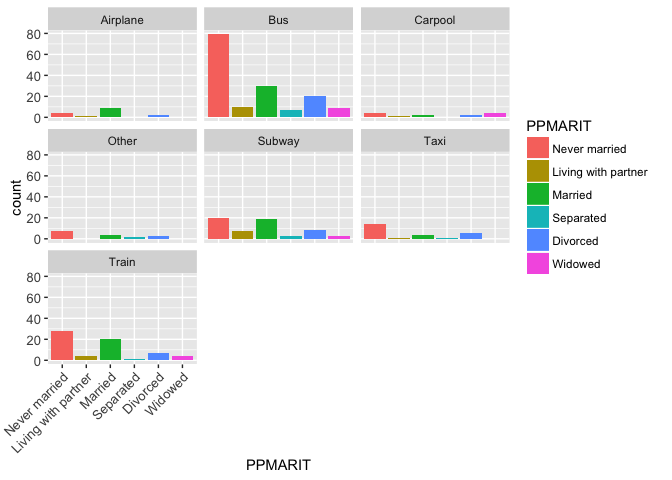 Airplane Bus Carpool
80
60
40
20
0
Other Subway Taxi
80
60
40
20
0
Train
80
60
40
20
0
count
Never married
Living with partner
Married
Separated
Divorced
Widowed
PPMARIT
PPMARIT
Never married
Living with partner
Married
Separated
Divorced
Widowed